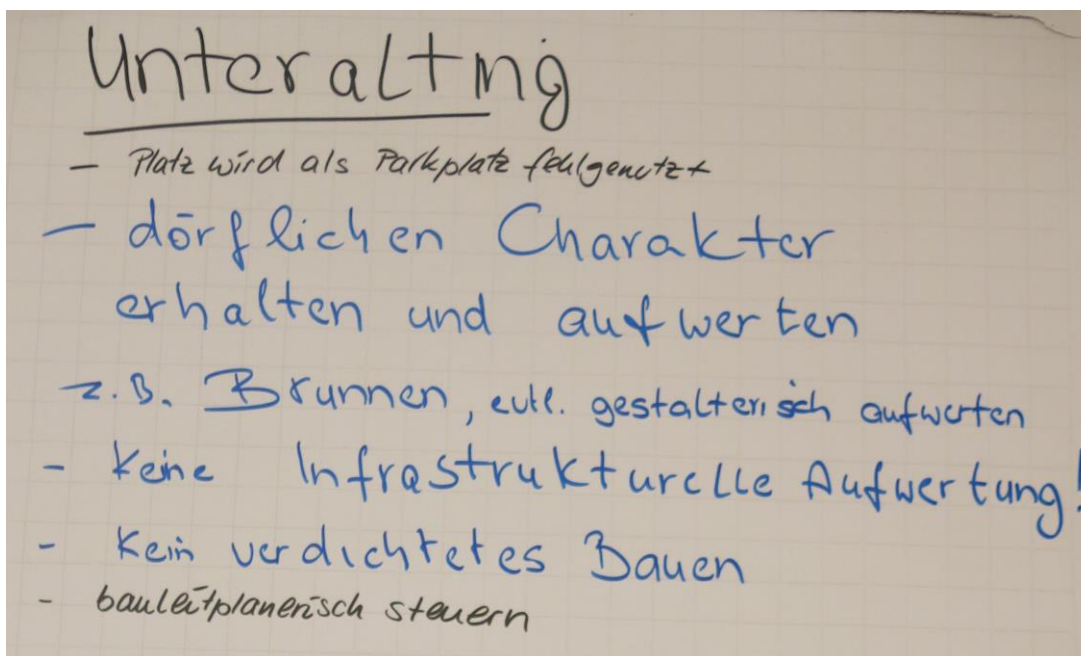 Unteralting
- Platz wird als Parkplatz fehlgenutzt
- dörflichen Charakter
erhalten und aufwerten
z.B. Brunnen, evtl. gestalterisch aufwerten
- Keine Infrastrukturelle Aufwertung!
- Kein verdichtetes Bauen
- bauleitplanerisch steuern